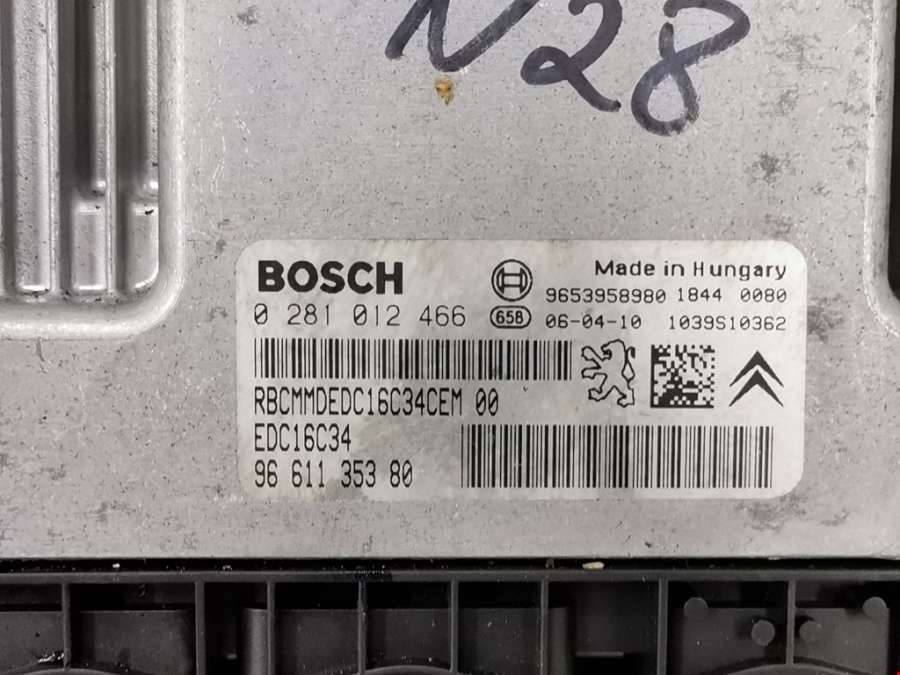 N28
BOSCH
Made in Hungary
9653958980 1844 0080
0 281 012 466
658 06-04-10 1039S10362
RBCMMDEDC16C34CEM 00
EDC16C34
96 611 353 80